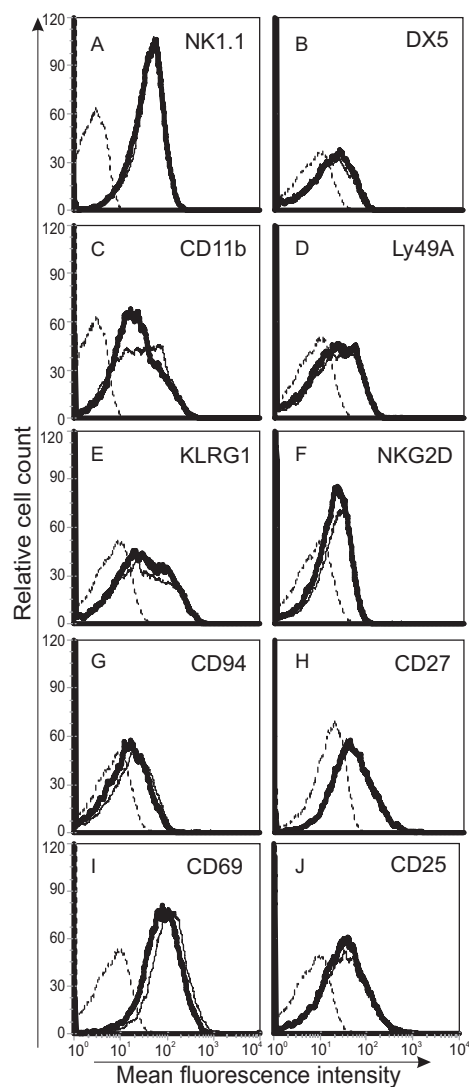 120
90
60
30
0
A NK1.1
B DX5
120
90
60
30
0
C CD11b
D Ly49A
120
90
60
30
0
E KLRG1
F NKG2D
120
90
60
30
0
G CD94
H CD27
120
90
60
30
0
I CD69
J CD25
10⁰ 10¹ 10² 10³ 10⁴
10⁰ 10¹ 10² 10³ 10⁴
Relative cell count
Mean fluorescence intensity